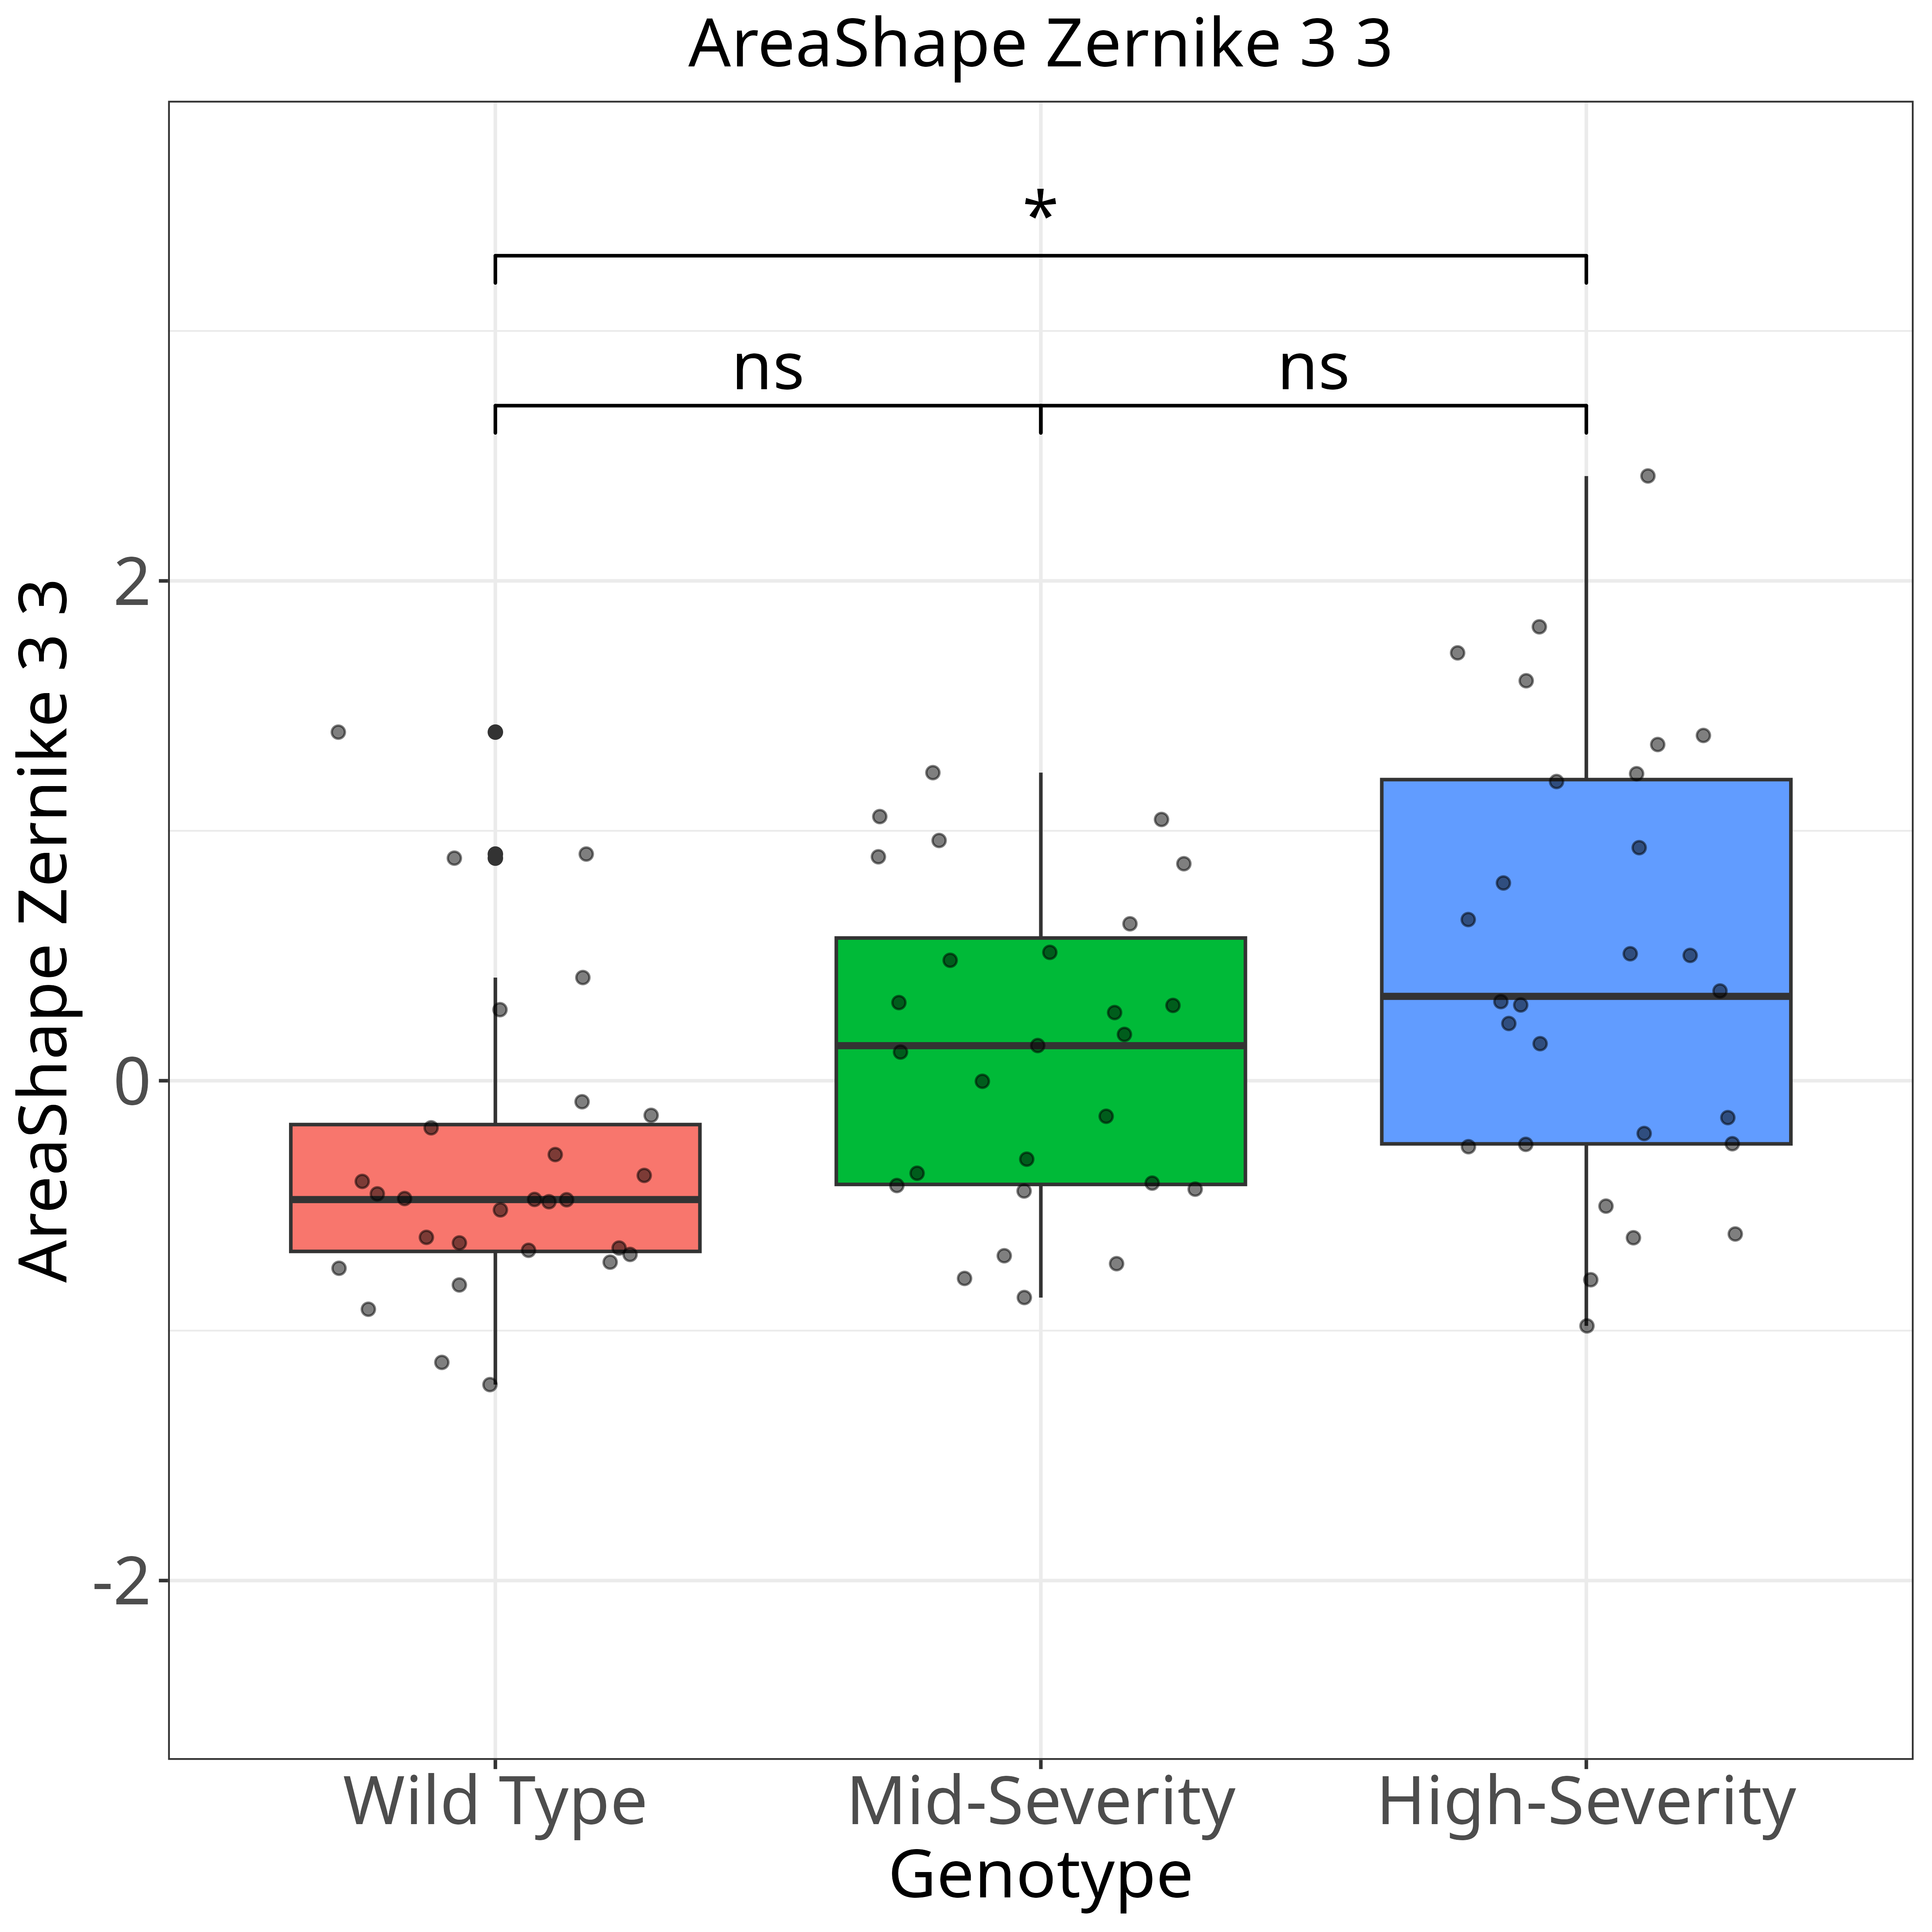 AreaShape Zernike 3 3
*
ns ns
AreaShape Zernike 3 3
2
0
-2
Wild Type Mid-Severity High-Severity
Genotype